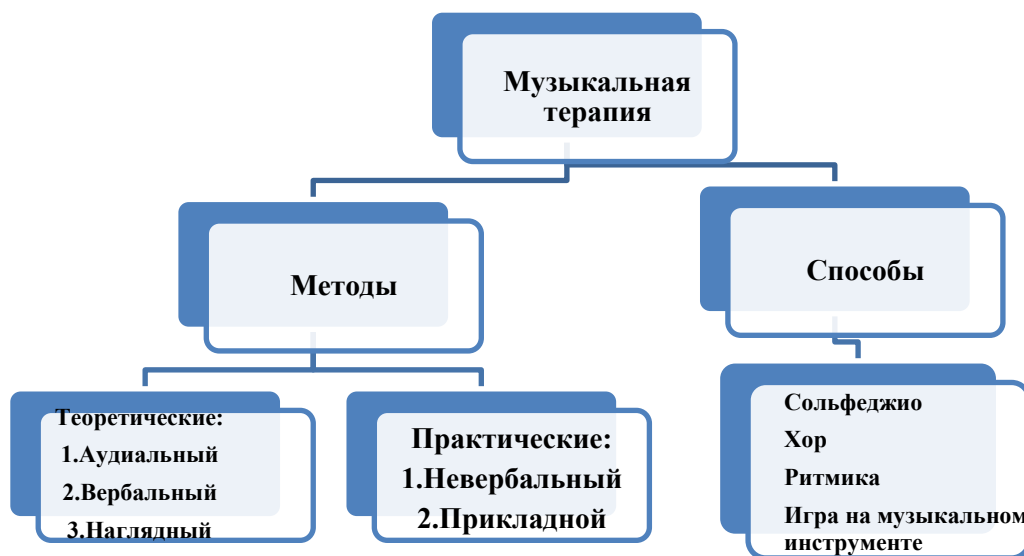 Музыкальная
терапия
Методы
Способы
Теоретические:
1.Аудиальный
2.Вербальный
3.Наглядный
Практические:
1.Невербальный
2.Прикладной
Сольфеджио
Хор
Ритмика
Игра на музыкальном
инструменте